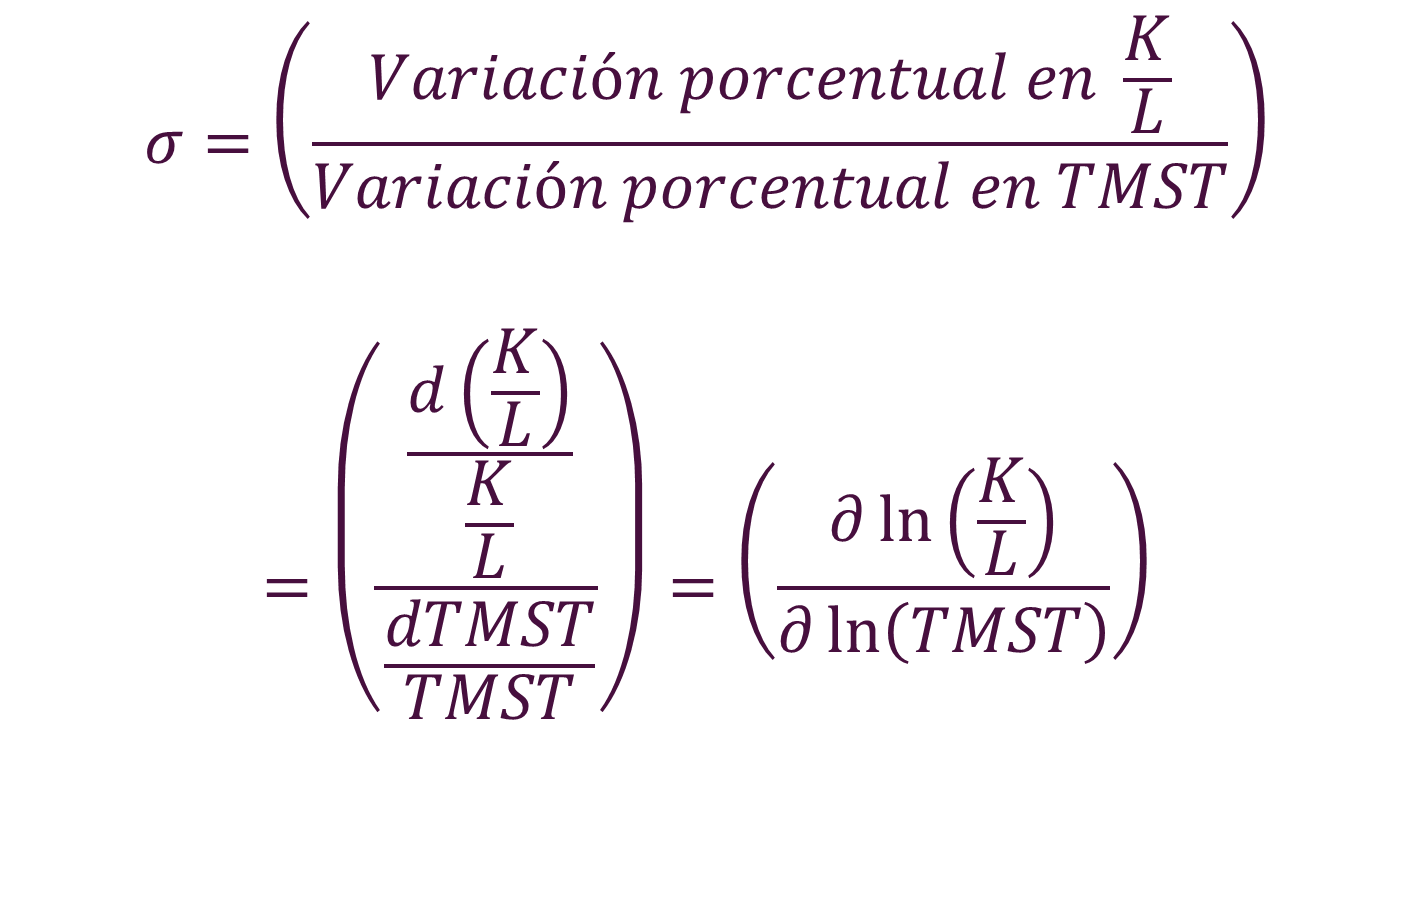 σ = ( Variación porcentual en K/L / Variación porcentual en TMST )
= ( ( d (K/L) / (K/L) ) / ( dTMST / TMST ) ) = ( ∂ ln (K/L) / ∂ ln(TMST) )